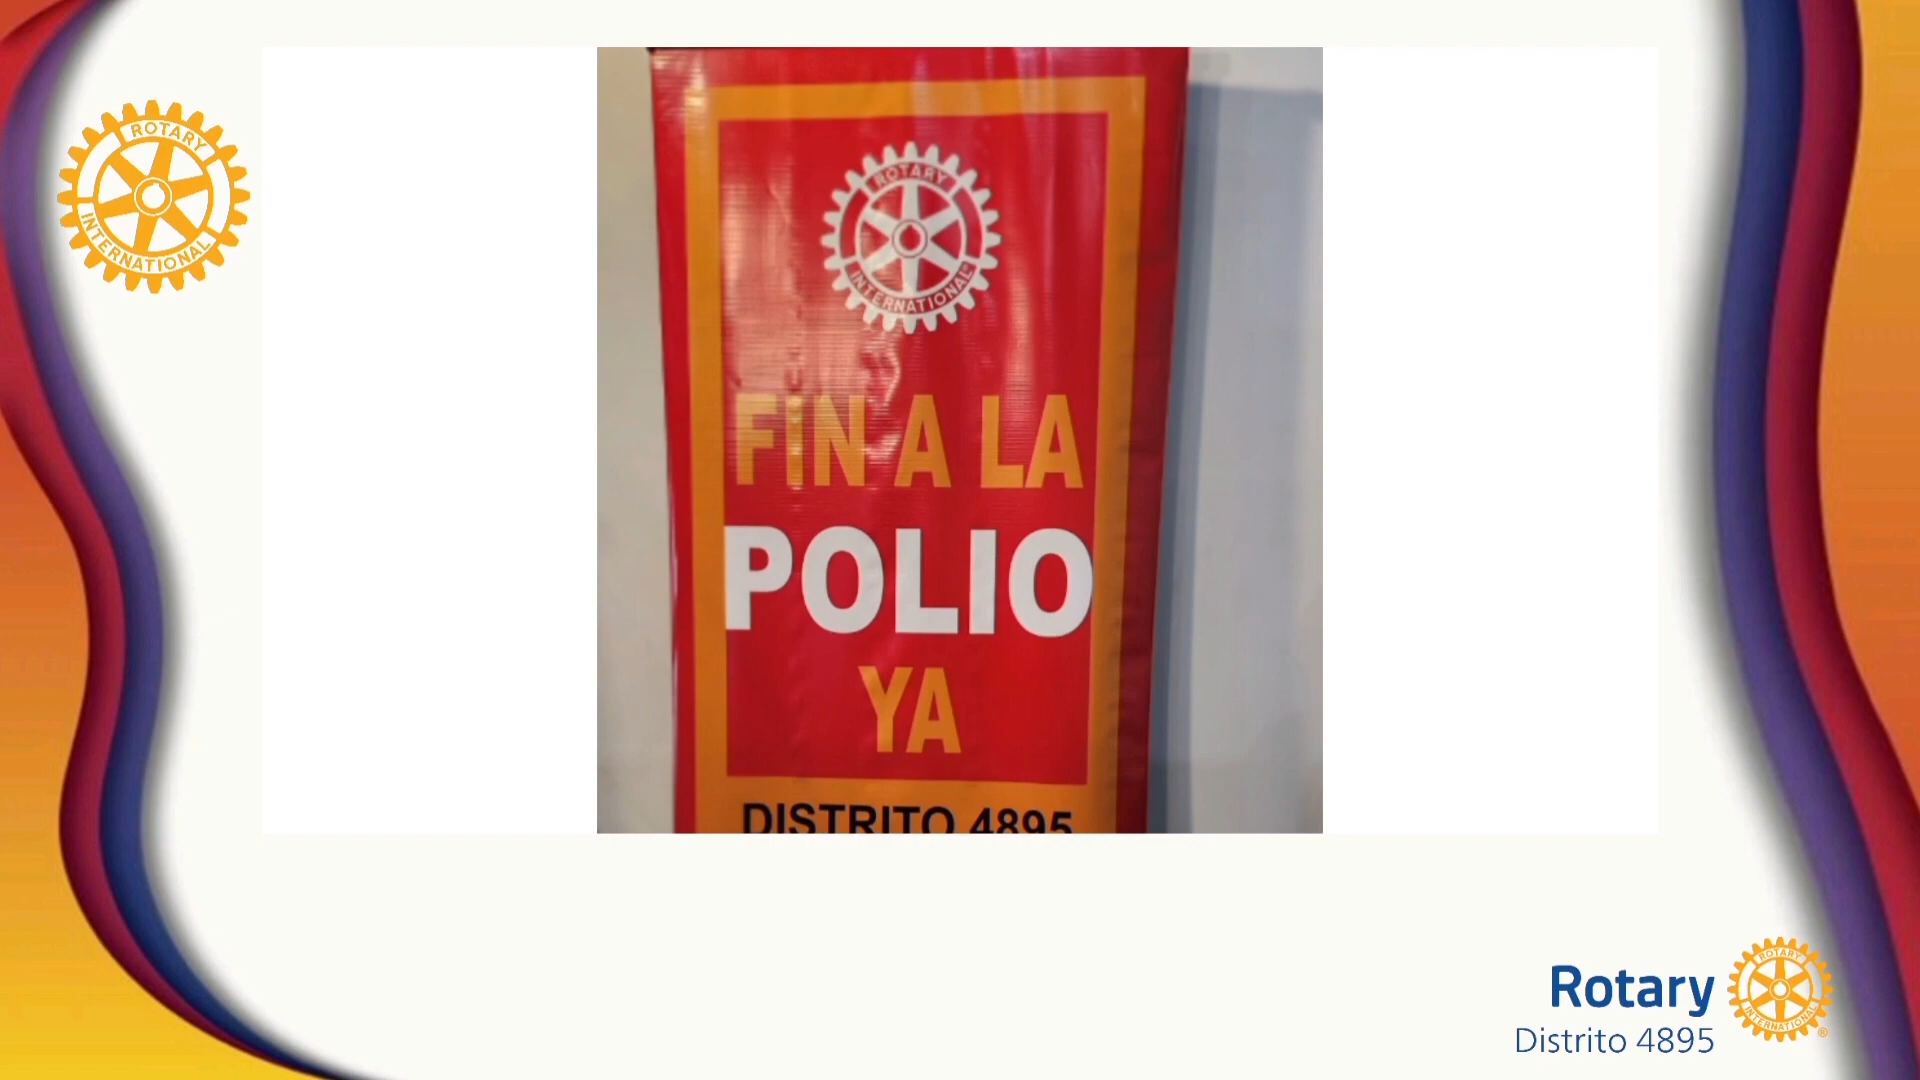 ROTARY
INTERNATIONAL
ROTARY
INTERNATIONAL
FIN A LA
POLIO
YA
DISTRITO 4895
Rotary
Distrito 4895
ROTARY
INTERNATIONAL
®